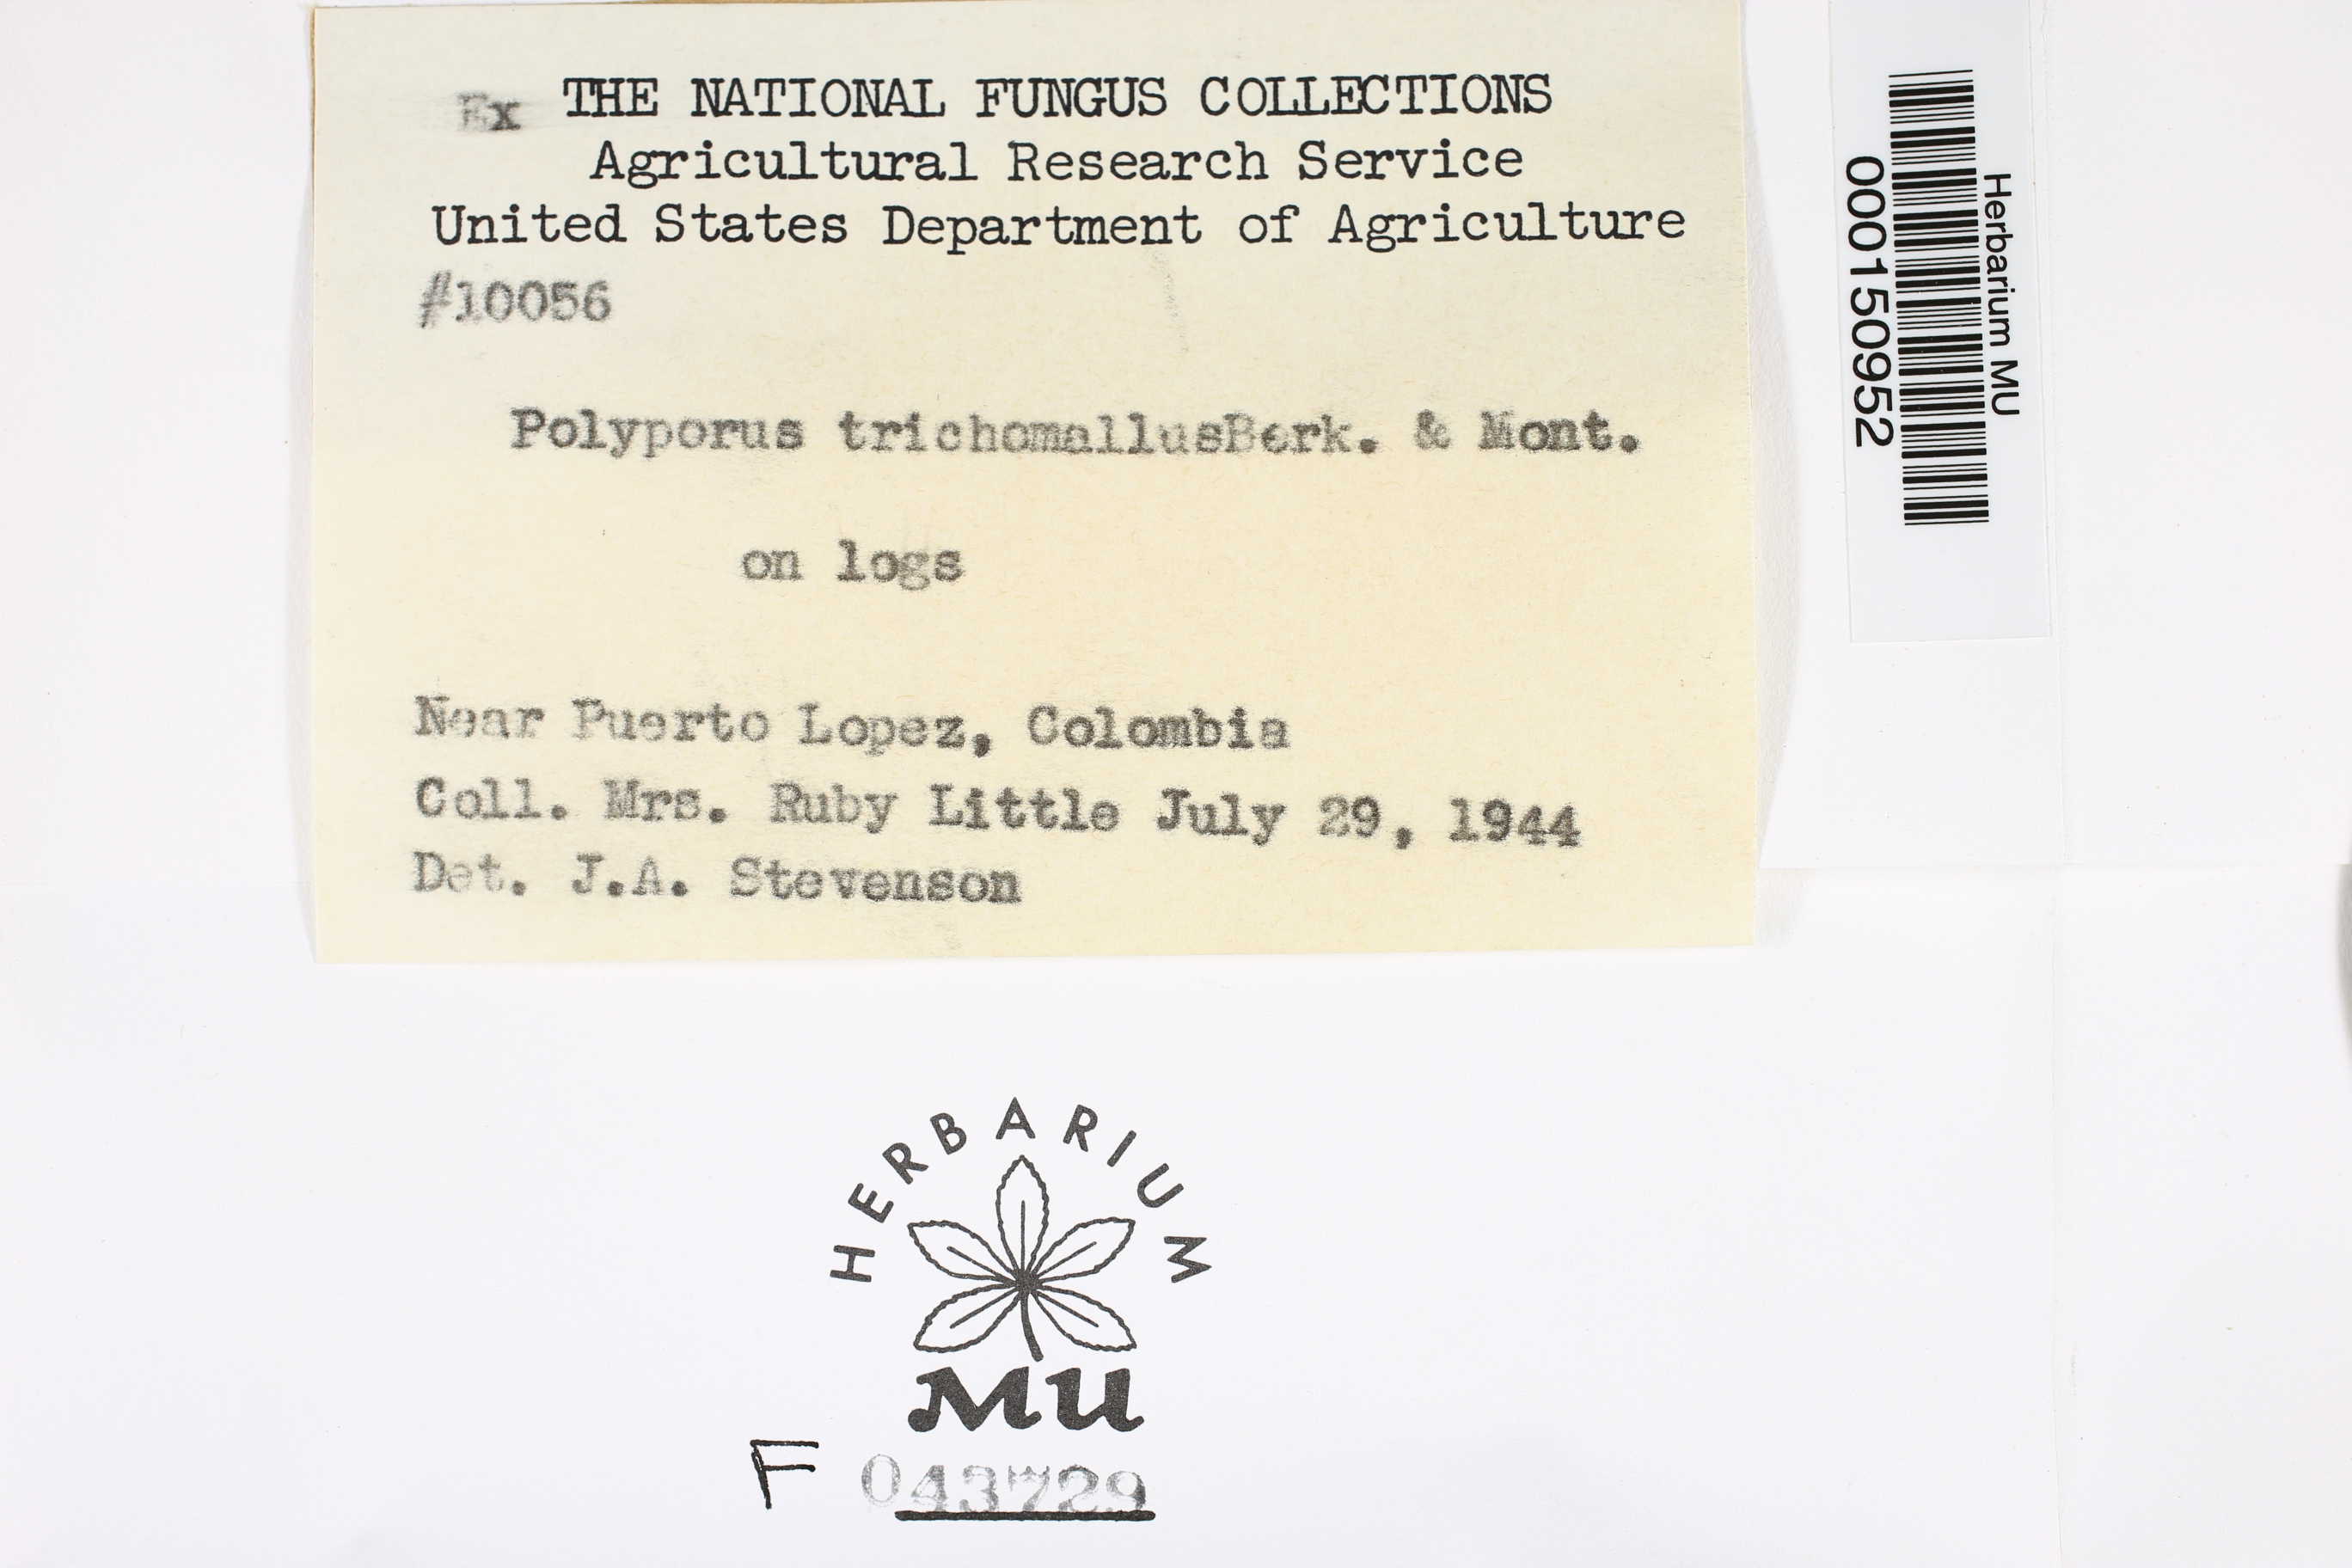 Ex THE NATIONAL FUNGUS COLLECTIONS
Agricultural Research Service
United States Department of Agriculture
#10056
Polyporus trichomallusBerk. & Mont.
on logs
Near Puerto Lopez, Colombia
Coll. Mrs. Ruby Little July 29, 1944
Det. J.A. Stevenson
Herbarium MU
000150952
HERBARIUM
MU
F 043729